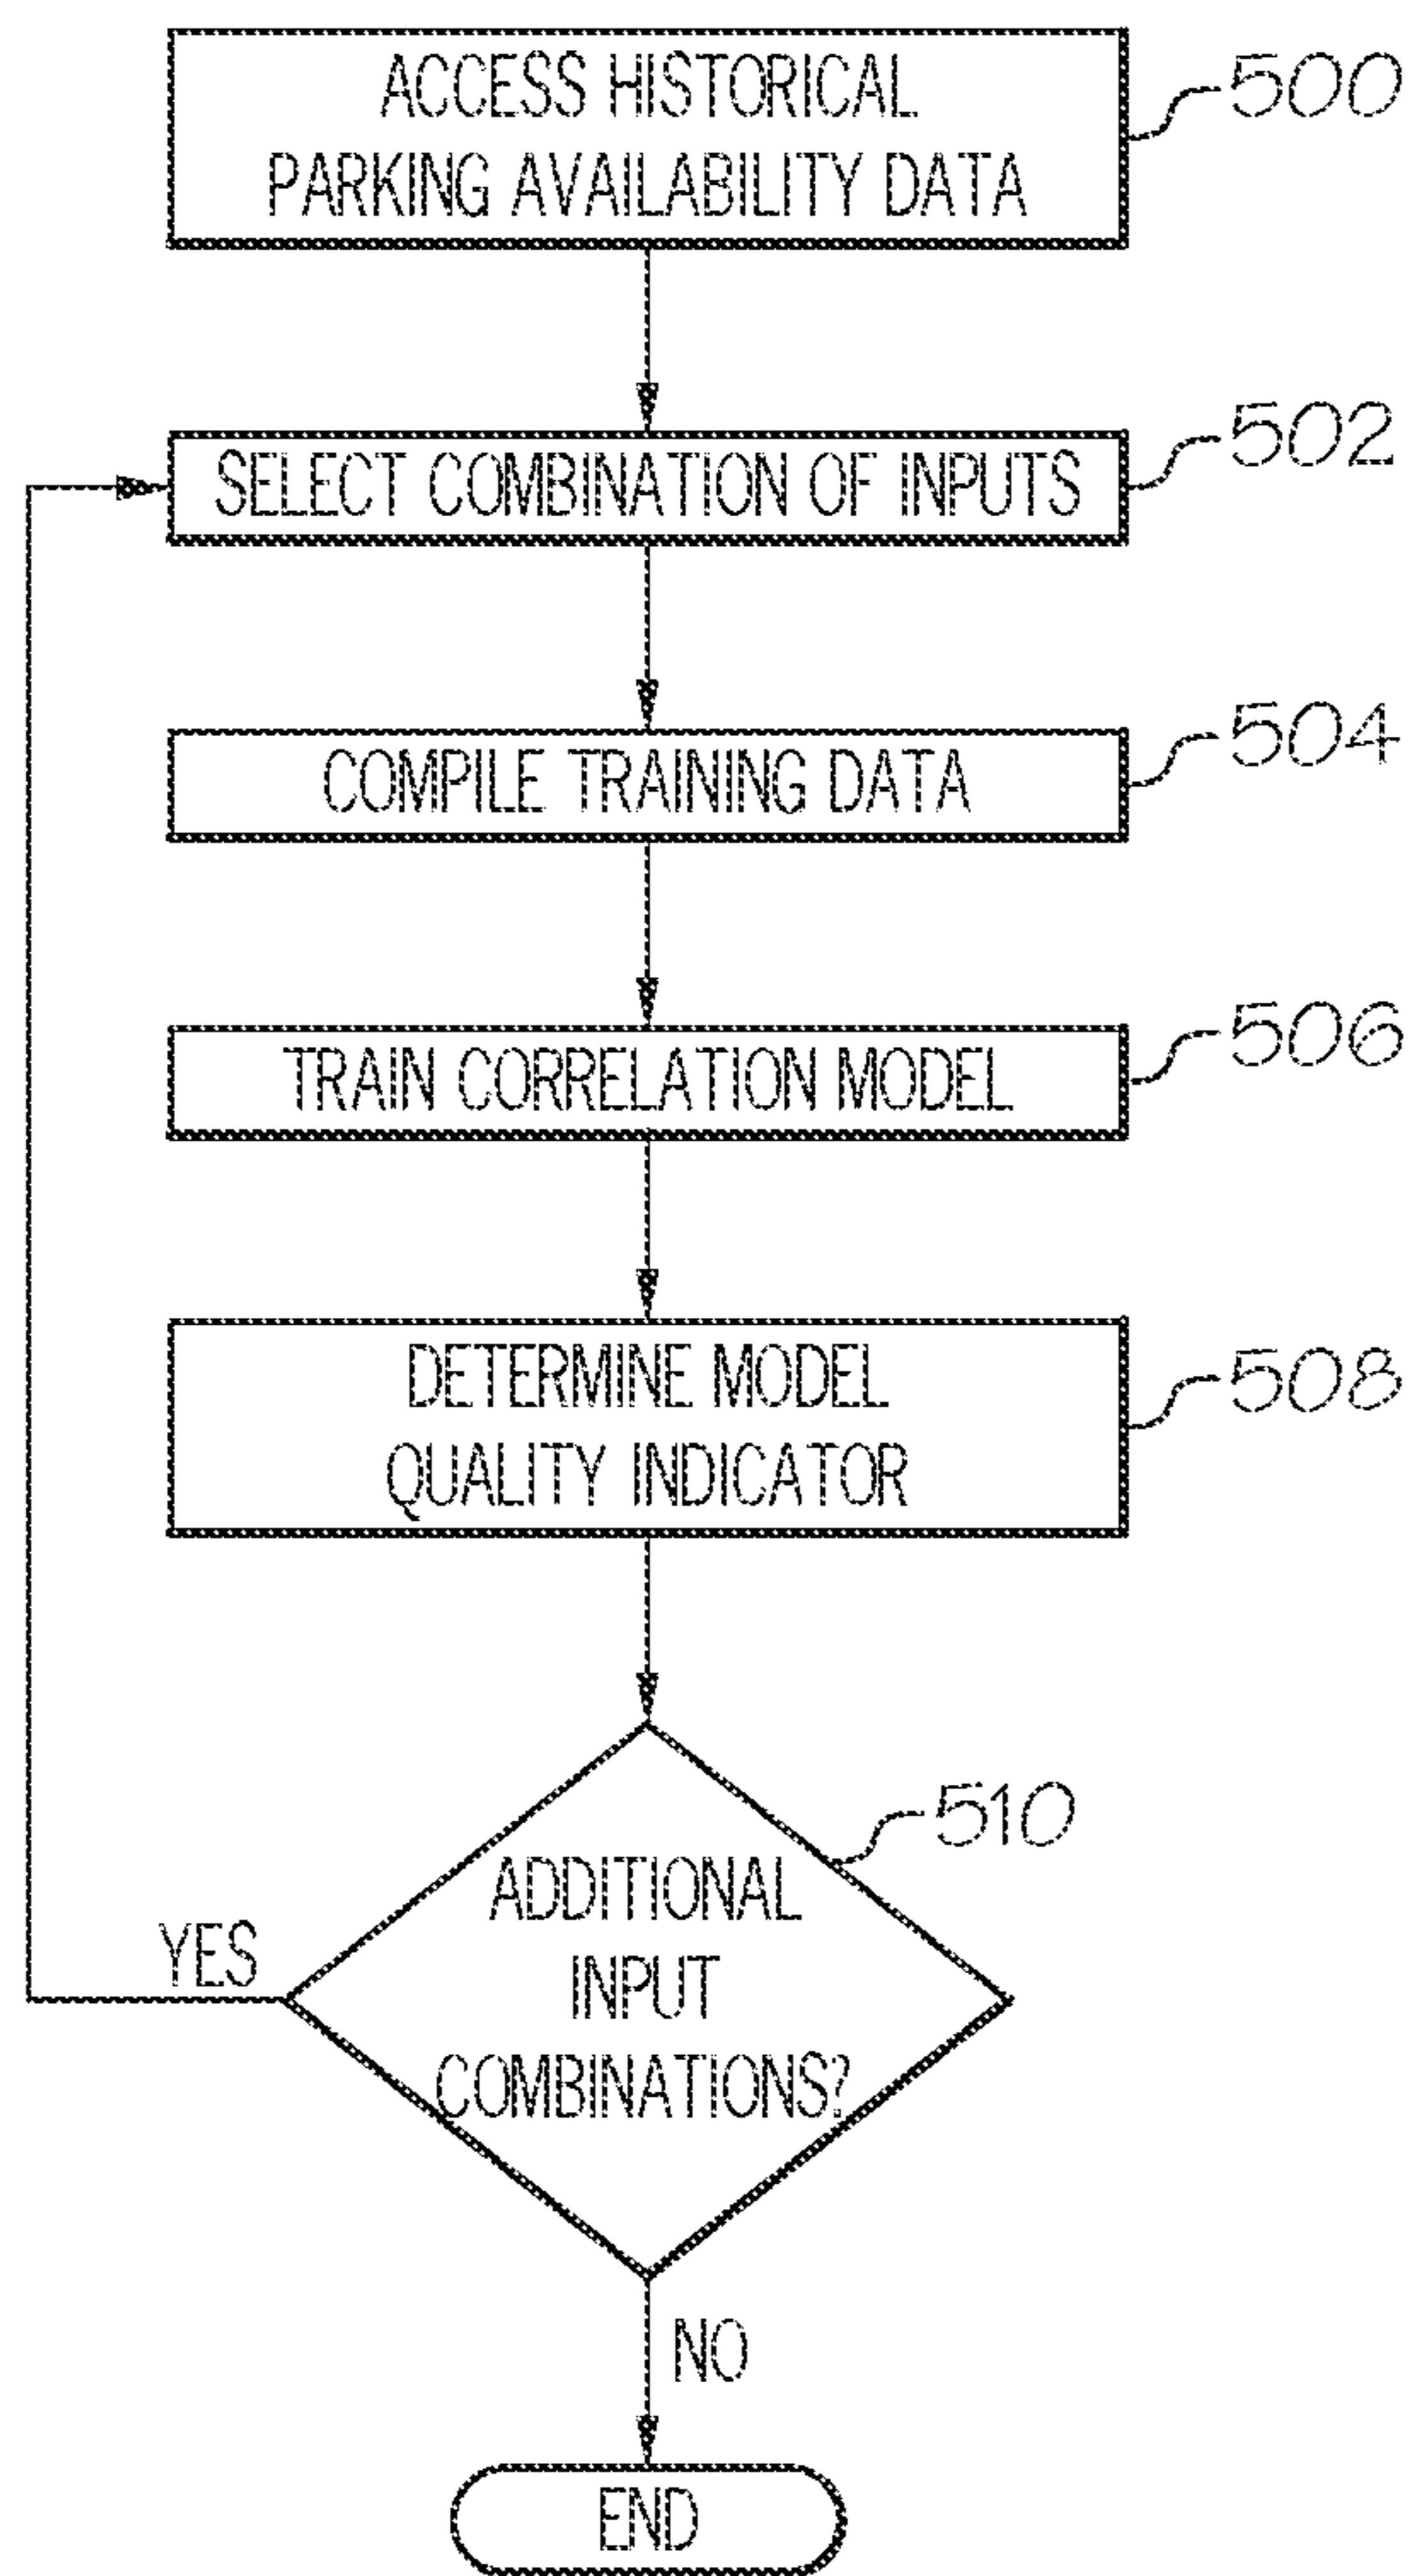 ACCESS HISTORICAL
PARKING AVAILABILITY DATA
500
SELECT COMBINATION OF INPUTS
502
COMPILE TRAINING DATA
504
TRAIN CORRELATION MODEL
506
DETERMINE MODEL
QUALITY INDICATOR
508
510
ADDITIONAL
INPUT
COMBINATIONS?
YES
NO
END